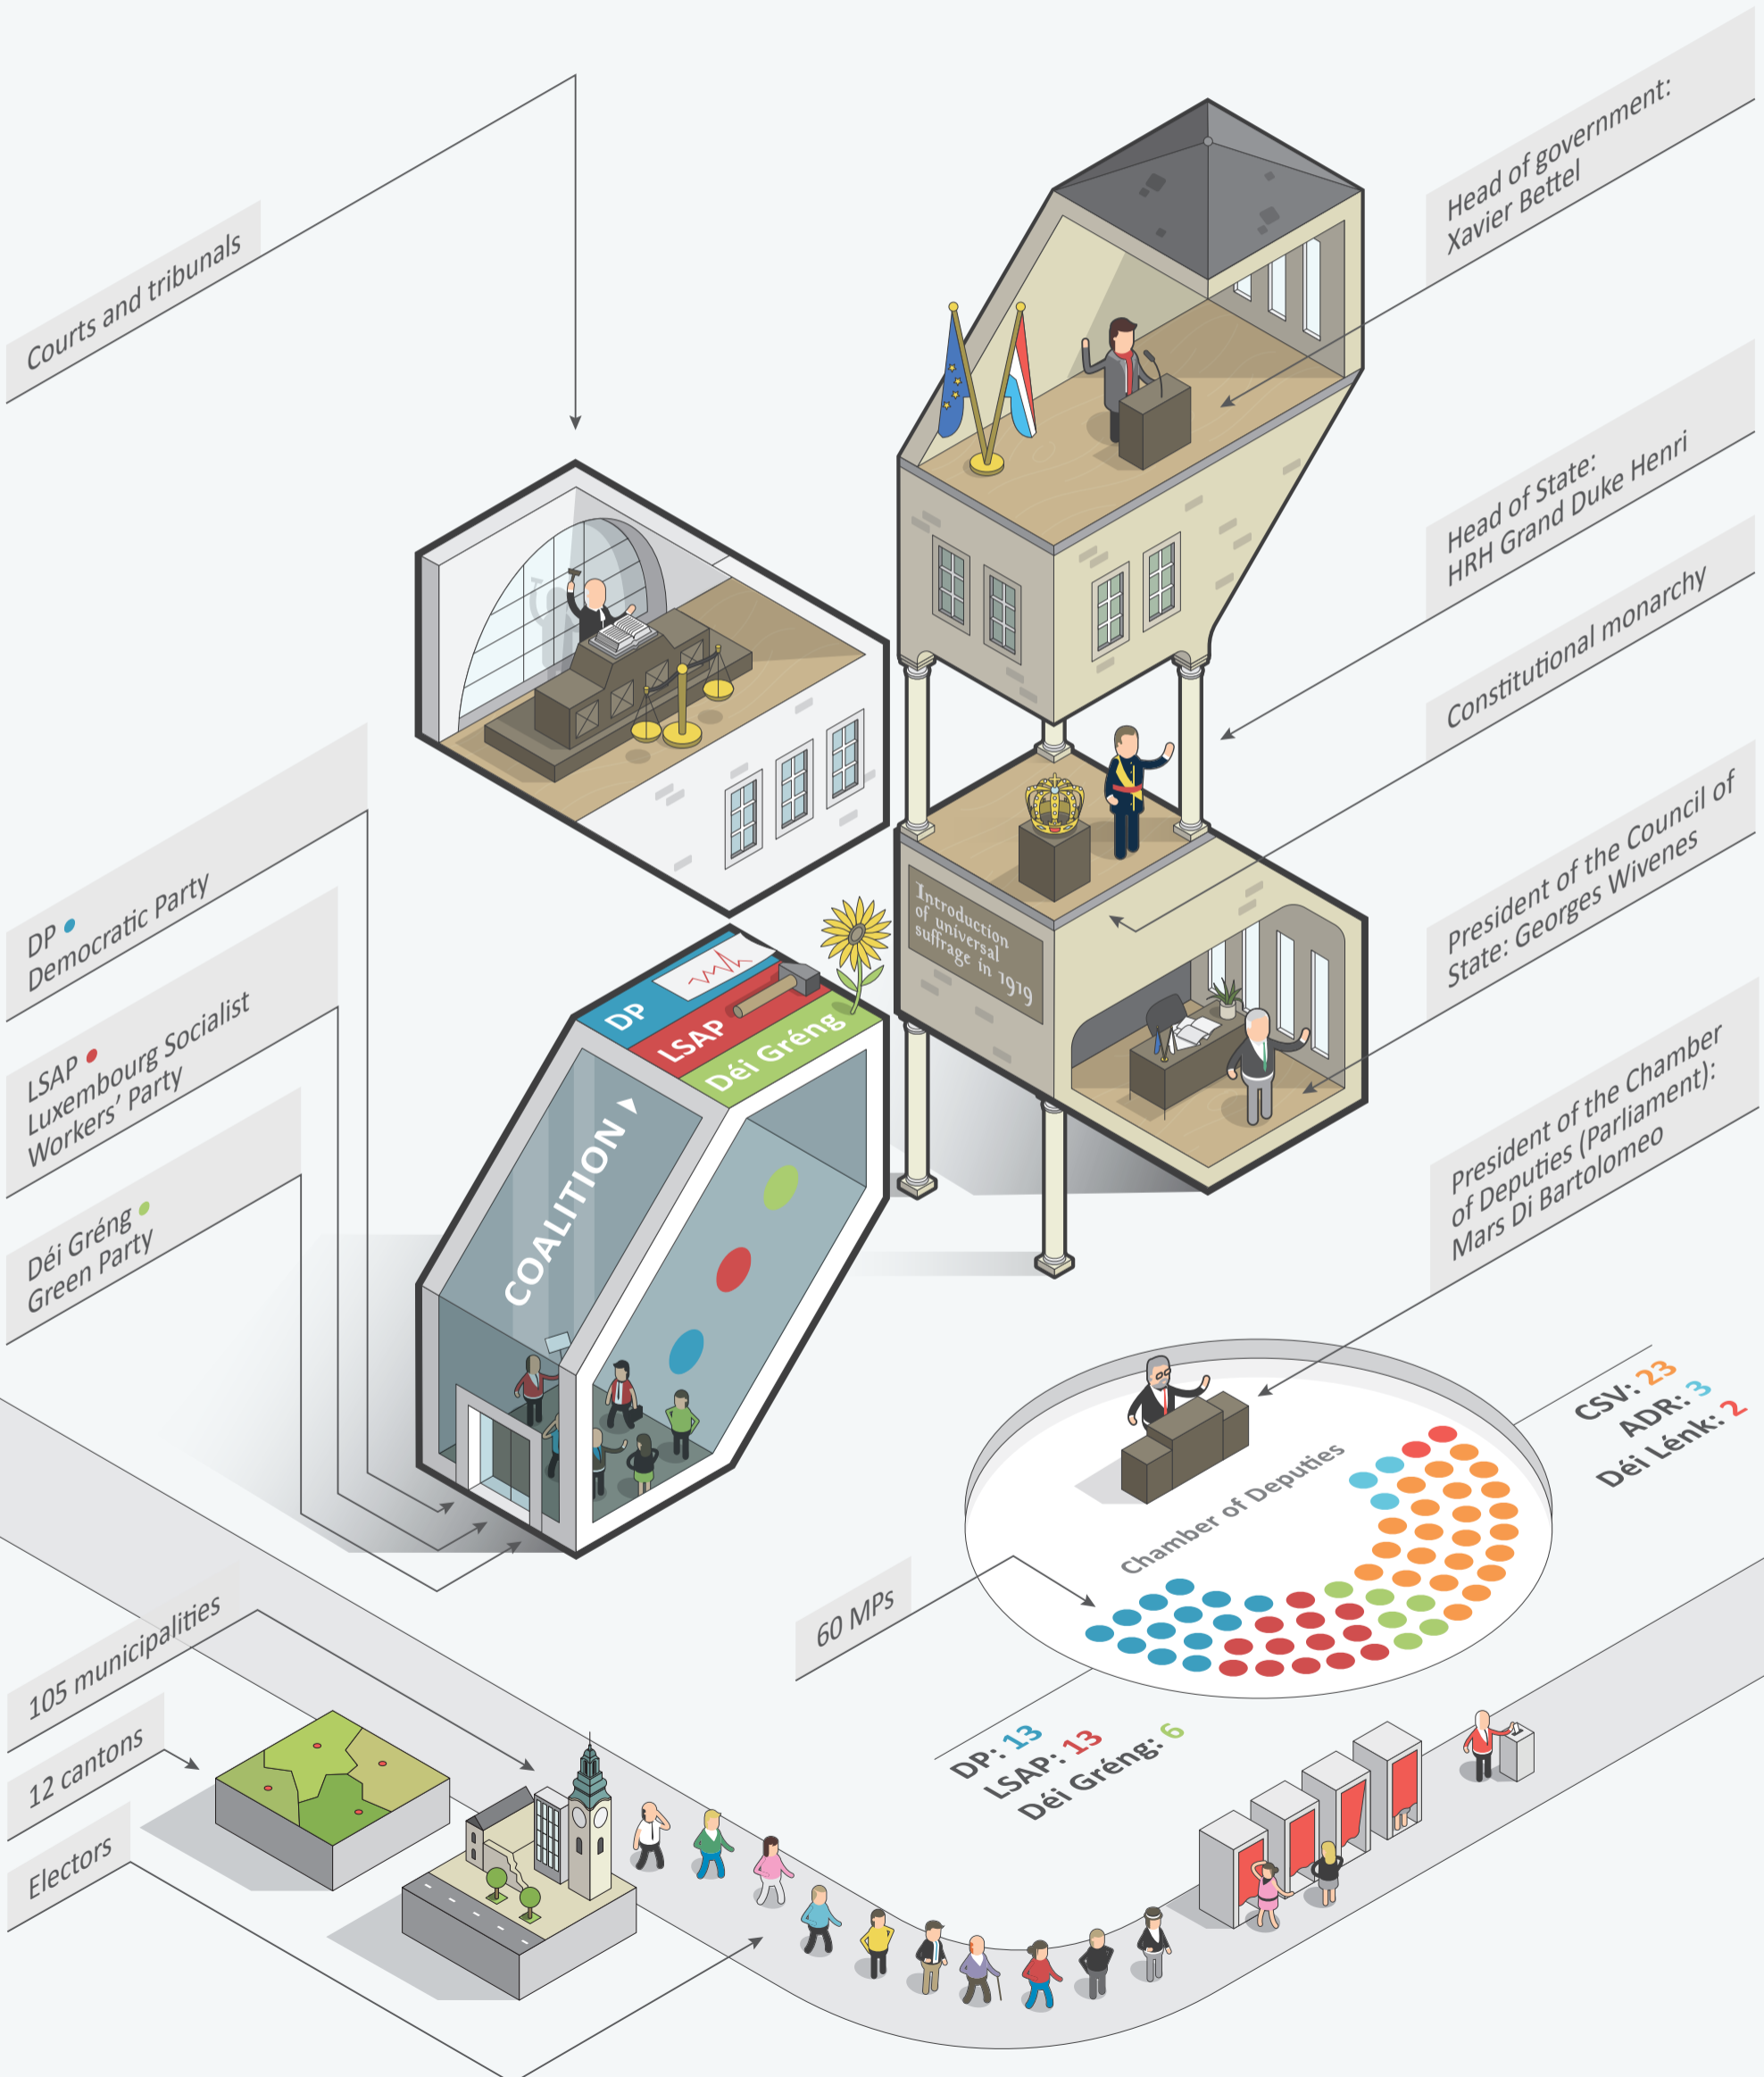 Courts and tribunals
Head of government:
Xavier Bettel
Head of State:
HRH Grand Duke Henri
Constitutional monarchy
President of the Council of
State: Georges Wivenes
President of the Chamber
of Deputies (Parliament):
Mars Di Bartolomeo
DP
Democratic Party
LSAP
Luxembourg Socialist
Workers’ Party
Déi Gréng
Green Party
Introduction
of universal
suffrage in 1919
DP
LSAP
Déi Gréng
COALITION
CSV: 23
ADR: 3
Déi Lénk: 2
Chamber of Deputies
60 MPs
DP: 13
LSAP: 13
Déi Gréng: 6
105 municipalities
12 cantons
Electors